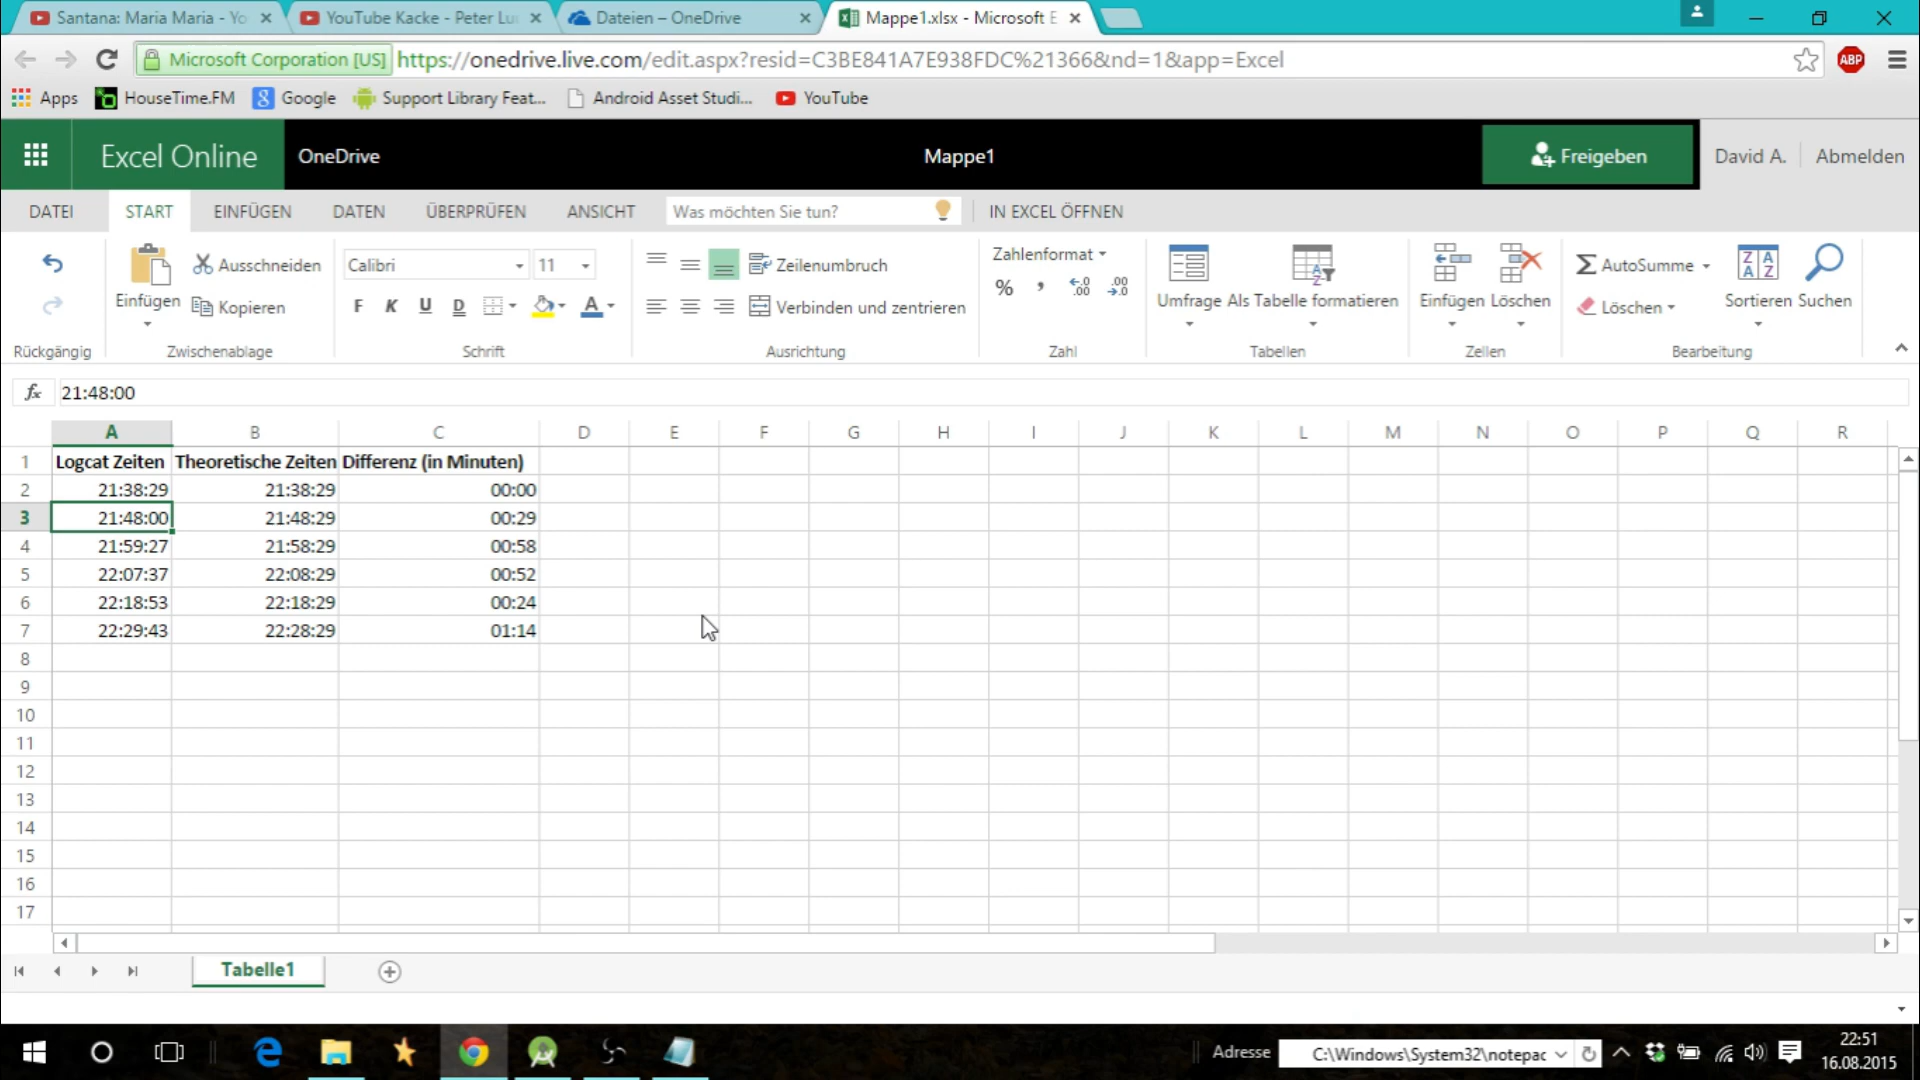 Santana: Maria Maria - Yo
YouTube Kacke - Peter Lu
Dateien – OneDrive
Mappe1.xlsx - Microsoft E
Microsoft Corporation [US] https://onedrive.live.com/edit.aspx?resid=C3BE841A7E938FDC%21366&nd=1&app=Excel
ABP
Apps HouseTime.FM Google Support Library Feat... Android Asset Studi... YouTube
Excel Online OneDrive Mappe1 Freigeben David A. Abmelden
DATEI START EINFÜGEN DATEN ÜBERPRÜFEN ANSICHT Was möchten Sie tun? IN EXCEL ÖFFNEN
Einfügen Ausschneiden Calibri 11 Zeilenumbruch Zahlenformat Umfrage Als Tabelle formatieren Einfügen Löschen AutoSumme Sortieren Suchen
Kopieren F K U D A Verbinden und zentrieren % Löschen
Rückgängig Zwischenablage Schrift Ausrichtung Zahl Tabellen Zellen Bearbeitung
fx 21:48:00
A B C D E F G H I J K L M N O P Q R
1 Logcat Zeiten Theoretische Zeiten Differenz (in Minuten)
2 21:38:29 21:38:29 00:00
3 21:48:00 21:48:29 00:29
4 21:59:27 21:58:29 00:58
5 22:07:37 22:08:29 00:52
6 22:18:53 22:18:29 00:24
7 22:29:43 22:28:29 01:14
8
9
10
11
12
13
14
15
16
17
Tabelle1
Adresse C:\Windows\System32\notepac 22:51
16.08.2015